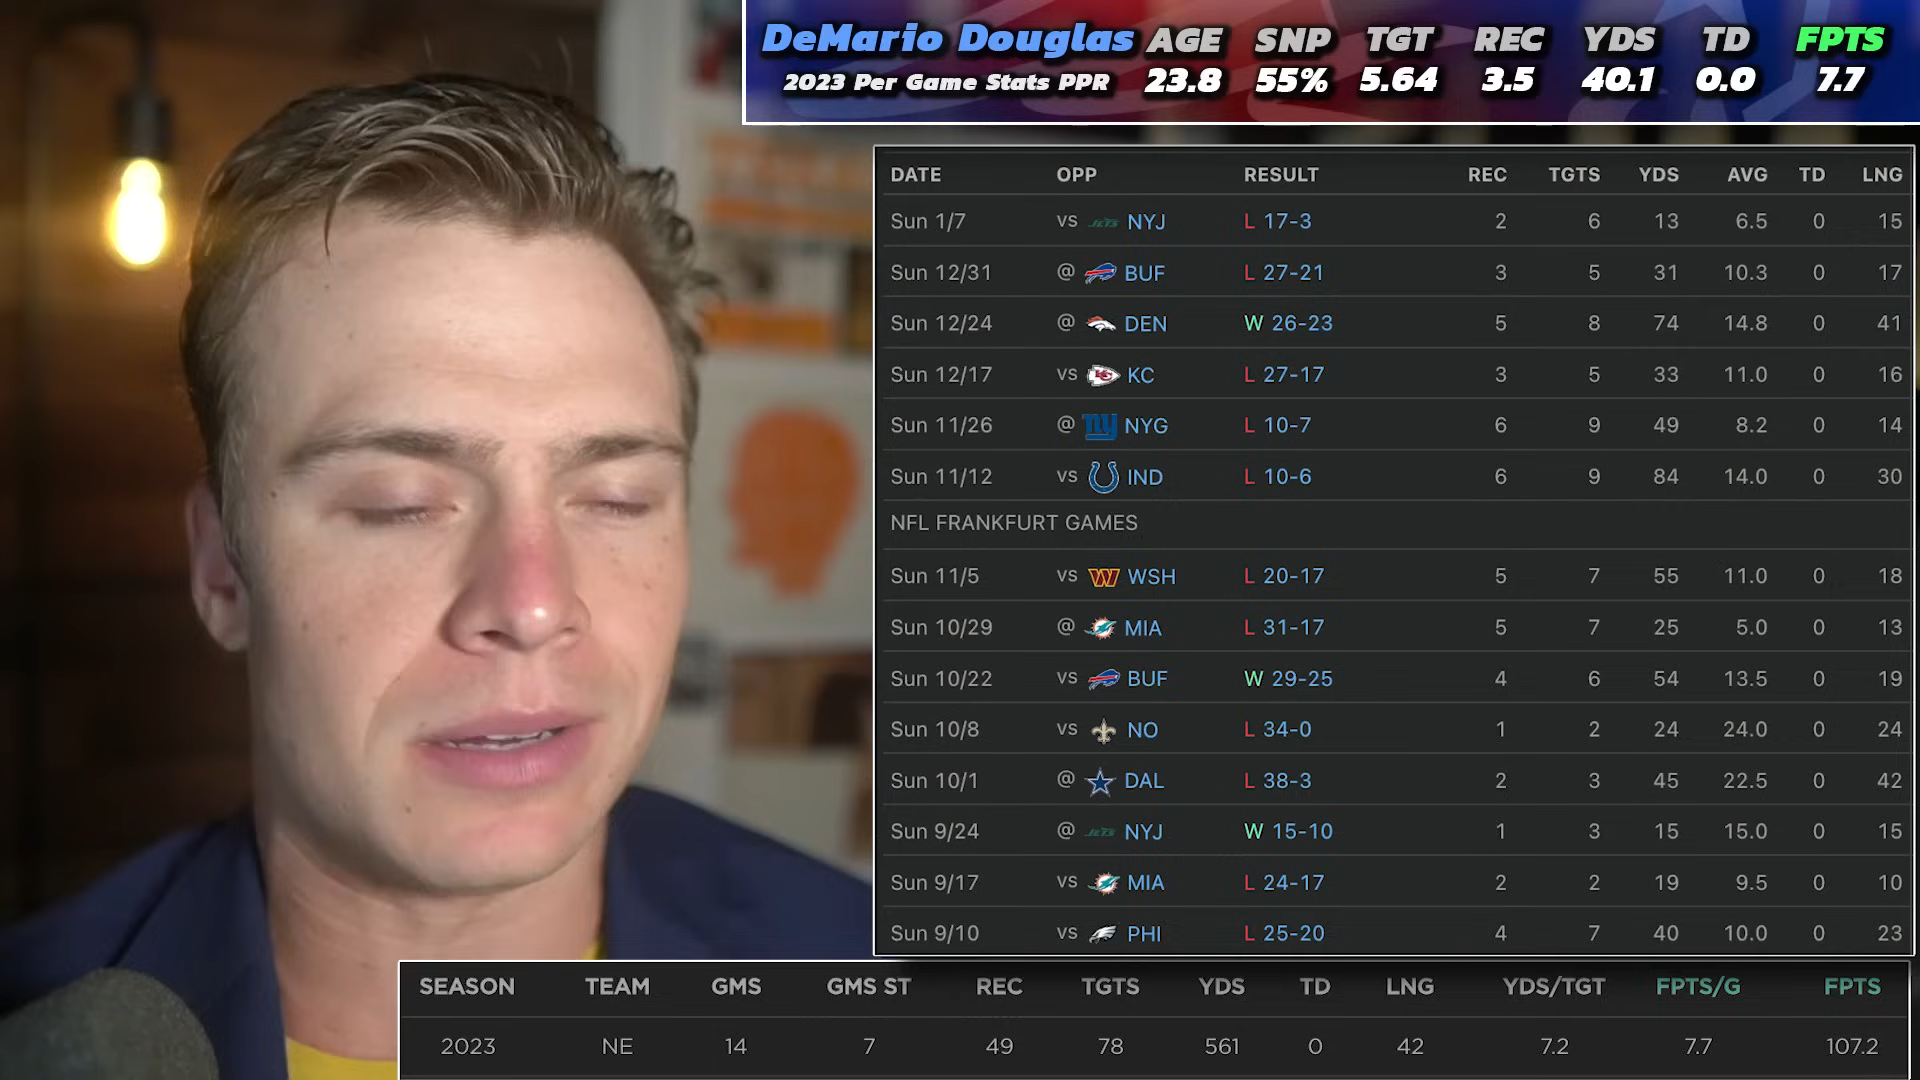 DeMario Douglas AGE SNP TGT REC YDS TD FPTS
2023 Per Game Stats PPR 23.8 55% 5.64 3.5 40.1 0.0 7.7
DATE OPP RESULT REC TGTS YDS AVG TD LNG
Sun 1/7 vs JETS NYJ L 17-3 2 6 13 6.5 0 15
Sun 12/31 @ BUF L 27-21 3 5 31 10.3 0 17
Sun 12/24 @ DEN W 26-23 5 8 74 14.8 0 41
Sun 12/17 vs KC KC L 27-17 3 5 33 11.0 0 16
Sun 11/26 @ ny NYG L 10-7 6 9 49 8.2 0 14
Sun 11/12 vs IND L 10-6 6 9 84 14.0 0 30
NFL FRANKFURT GAMES
Sun 11/5 vs W WSH L 20-17 5 7 55 11.0 0 18
Sun 10/29 @ MIA L 31-17 5 7 25 5.0 0 13
Sun 10/22 vs BUF W 29-25 4 6 54 13.5 0 19
Sun 10/8 vs NO L 34-0 1 2 24 24.0 0 24
Sun 10/1 @ DAL L 38-3 2 3 45 22.5 0 42
Sun 9/24 @ JETS NYJ W 15-10 1 3 15 15.0 0 15
Sun 9/17 vs MIA L 24-17 2 2 19 9.5 0 10
Sun 9/10 vs PHI L 25-20 4 7 40 10.0 0 23
SEASON TEAM GMS GMS ST REC TGTS YDS TD LNG YDS/TGT FPTS/G FPTS
2023 NE 14 7 49 78 561 0 42 7.2 7.7 107.2